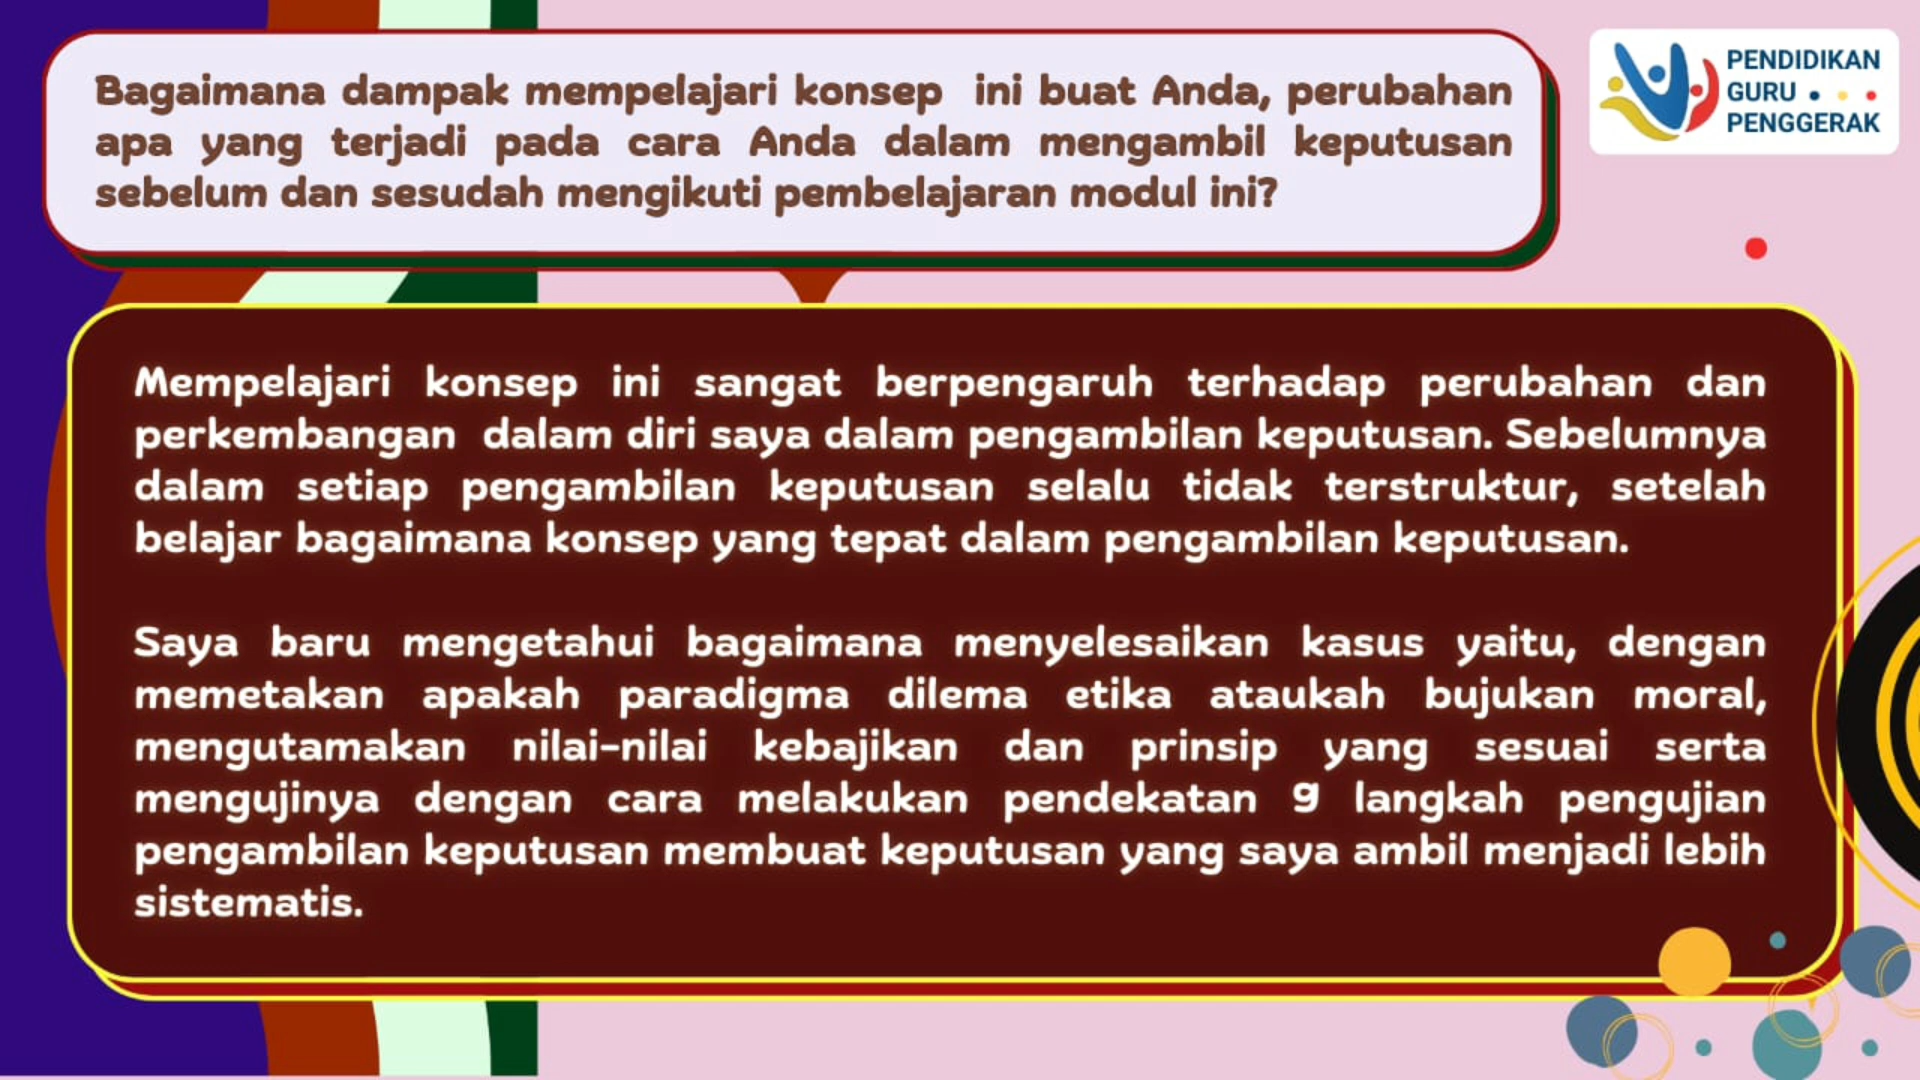 Bagaimana dampak mempelajari konsep ini buat Anda, perubahan
apa yang terjadi pada cara Anda dalam mengambil keputusan
sebelum dan sesudah mengikuti pembelajaran modul ini?
PENDIDIKAN
GURU
PENGGERAK
Mempelajari konsep ini sangat berpengaruh terhadap perubahan dan
perkembangan dalam diri saya dalam pengambilan keputusan. Sebelumnya
dalam setiap pengambilan keputusan selalu tidak terstruktur, setelah
belajar bagaimana konsep yang tepat dalam pengambilan keputusan.
Saya baru mengetahui bagaimana menyelesaikan kasus yaitu, dengan
memetakan apakah paradigma dilema etika ataukah bujukan moral,
mengutamakan nilai-nilai kebajikan dan prinsip yang sesuai serta
mengujinya dengan cara melakukan pendekatan 9 langkah pengujian
pengambilan keputusan membuat keputusan yang saya ambil menjadi lebih
sistematis.